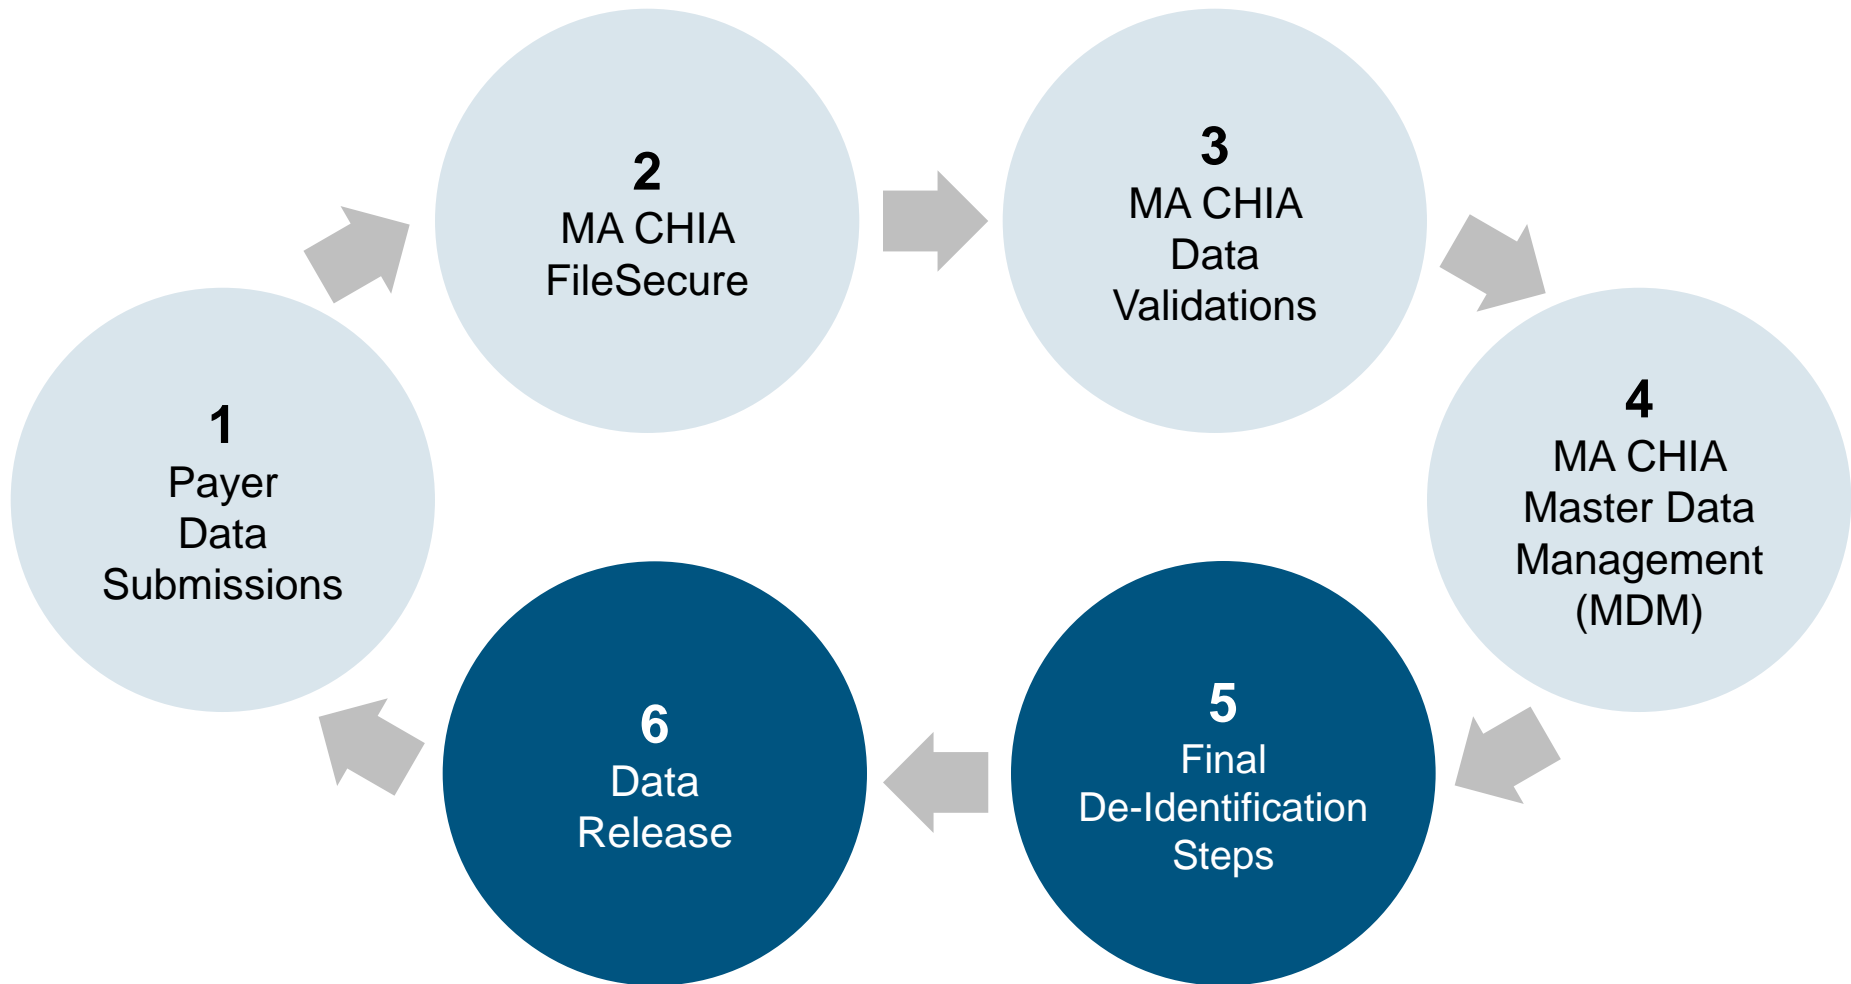 1
Payer
Data
Submissions
2
MA CHIA
FileSecure
3
MA CHIA
Data
Validations
4
MA CHIA
Master Data
Management
(MDM)
5
Final
De-Identification
Steps
6
Data
Release